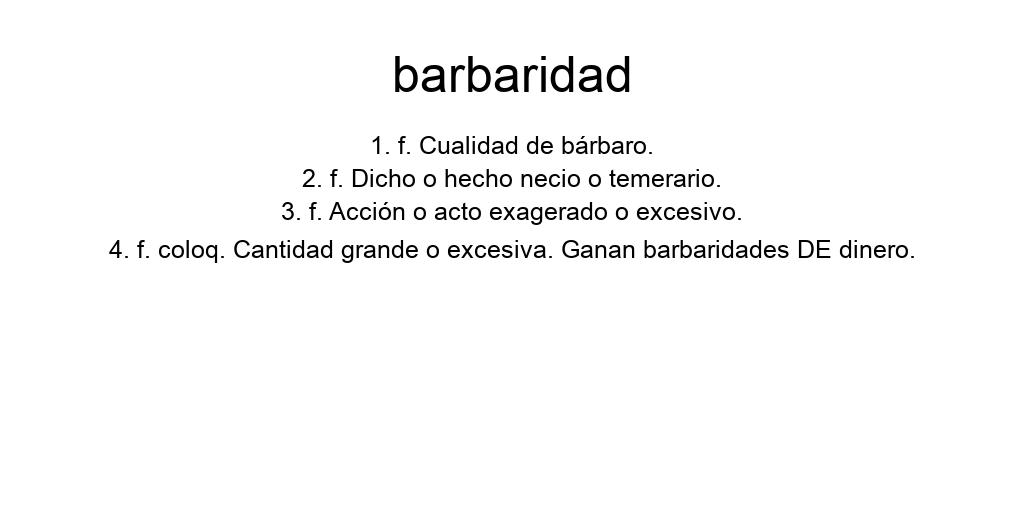 barbaridad
1. f. Cualidad de bárbaro.
2. f. Dicho o hecho necio o temerario.
3. f. Acción o acto exagerado o excesivo.
4. f. coloq. Cantidad grande o excesiva. Ganan barbaridades DE dinero.